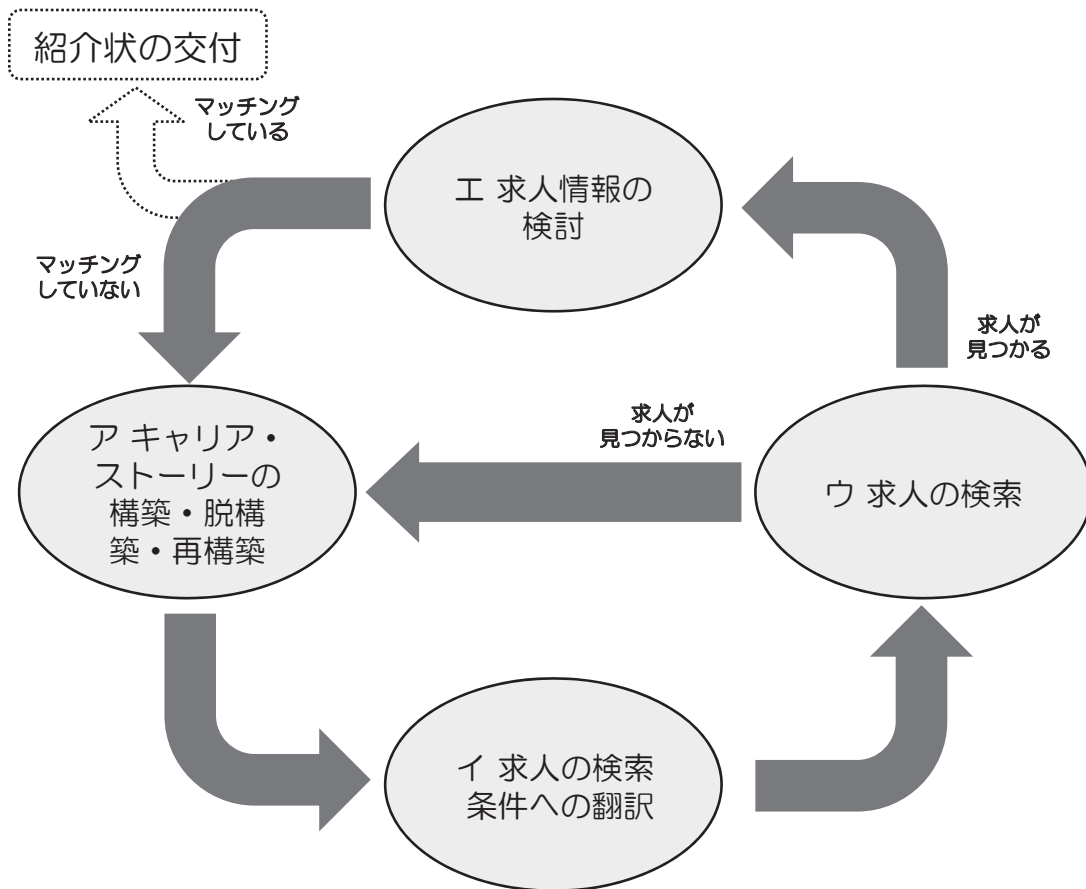 紹介状の交付
マッチング
している
エ 求人情報の
検討
マッチング
していない
求人が
見つかる
ア キャリア・
ストーリーの
構築・脱構
築・再構築
求人が
見つからない
ウ 求人の検索
イ 求人の検索
条件への翻訳